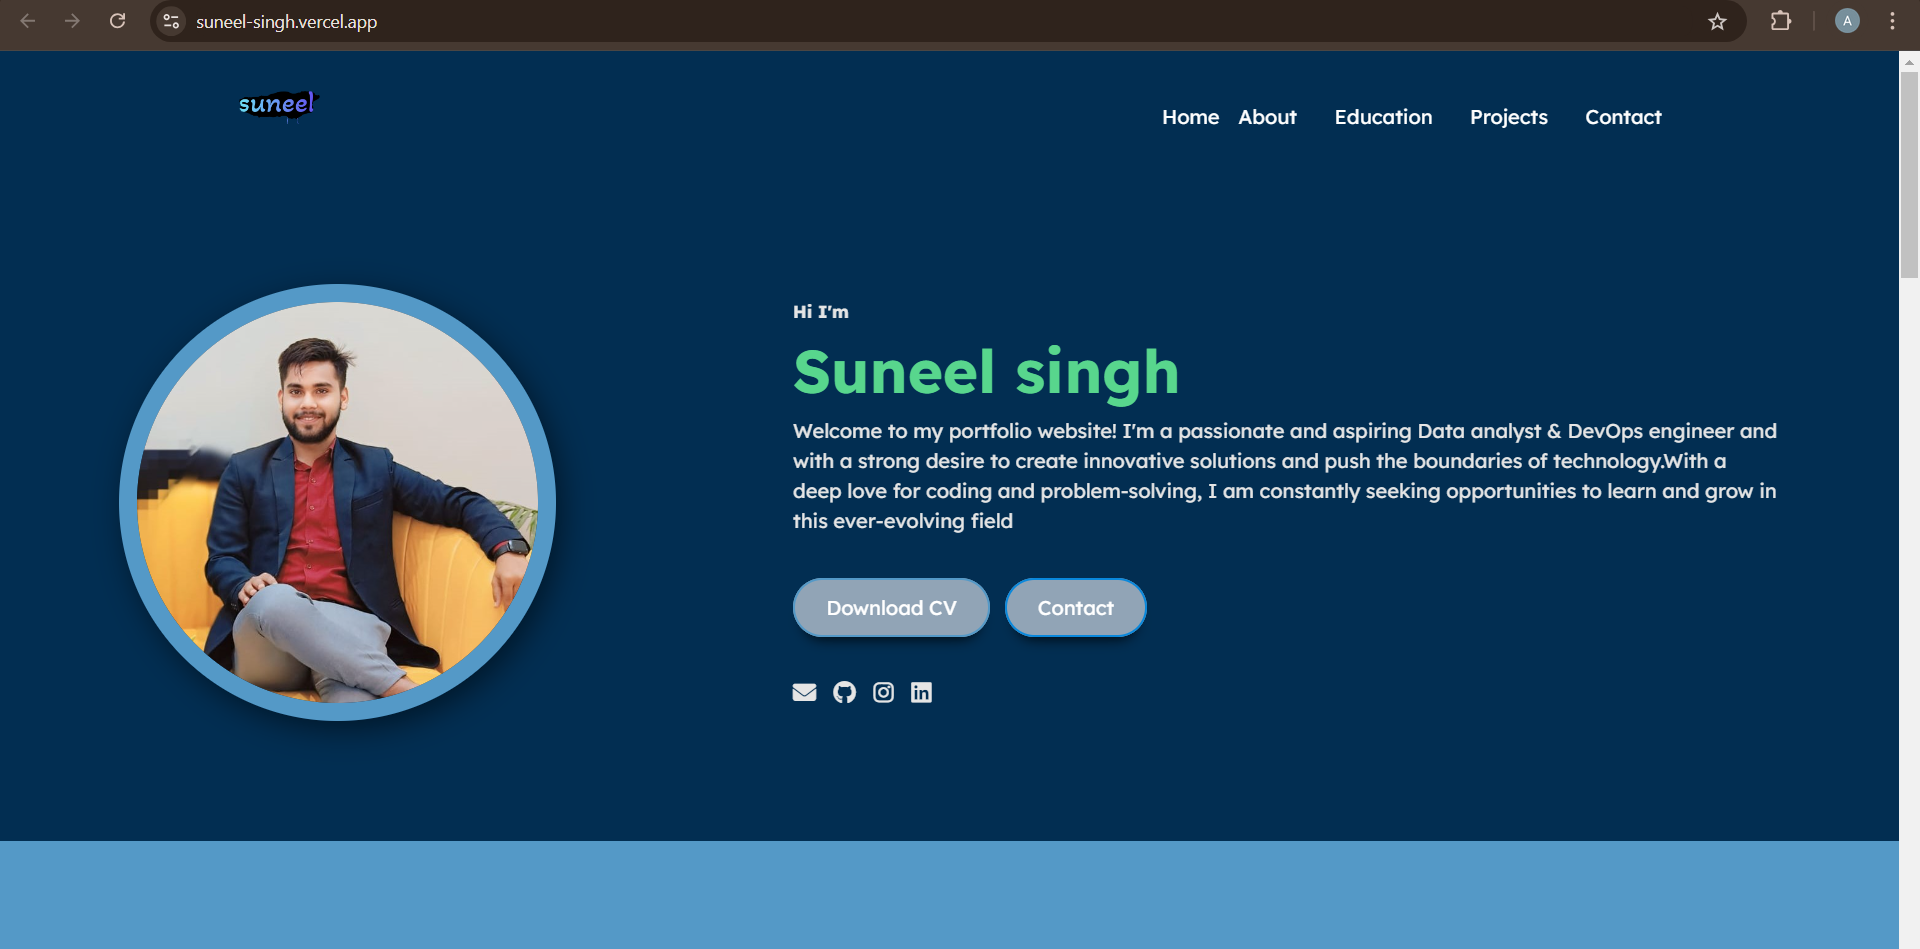 suneel-singh.vercel.app
A
suneel
Home About Education Projects Contact
Hi I'm
Suneel singh
Welcome to my portfolio website! I'm a passionate and aspiring Data analyst & DevOps engineer and
with a strong desire to create innovative solutions and push the boundaries of technology.With a
deep love for coding and problem-solving, I am constantly seeking opportunities to learn and grow in
this ever-evolving field
Download CV Contact
in